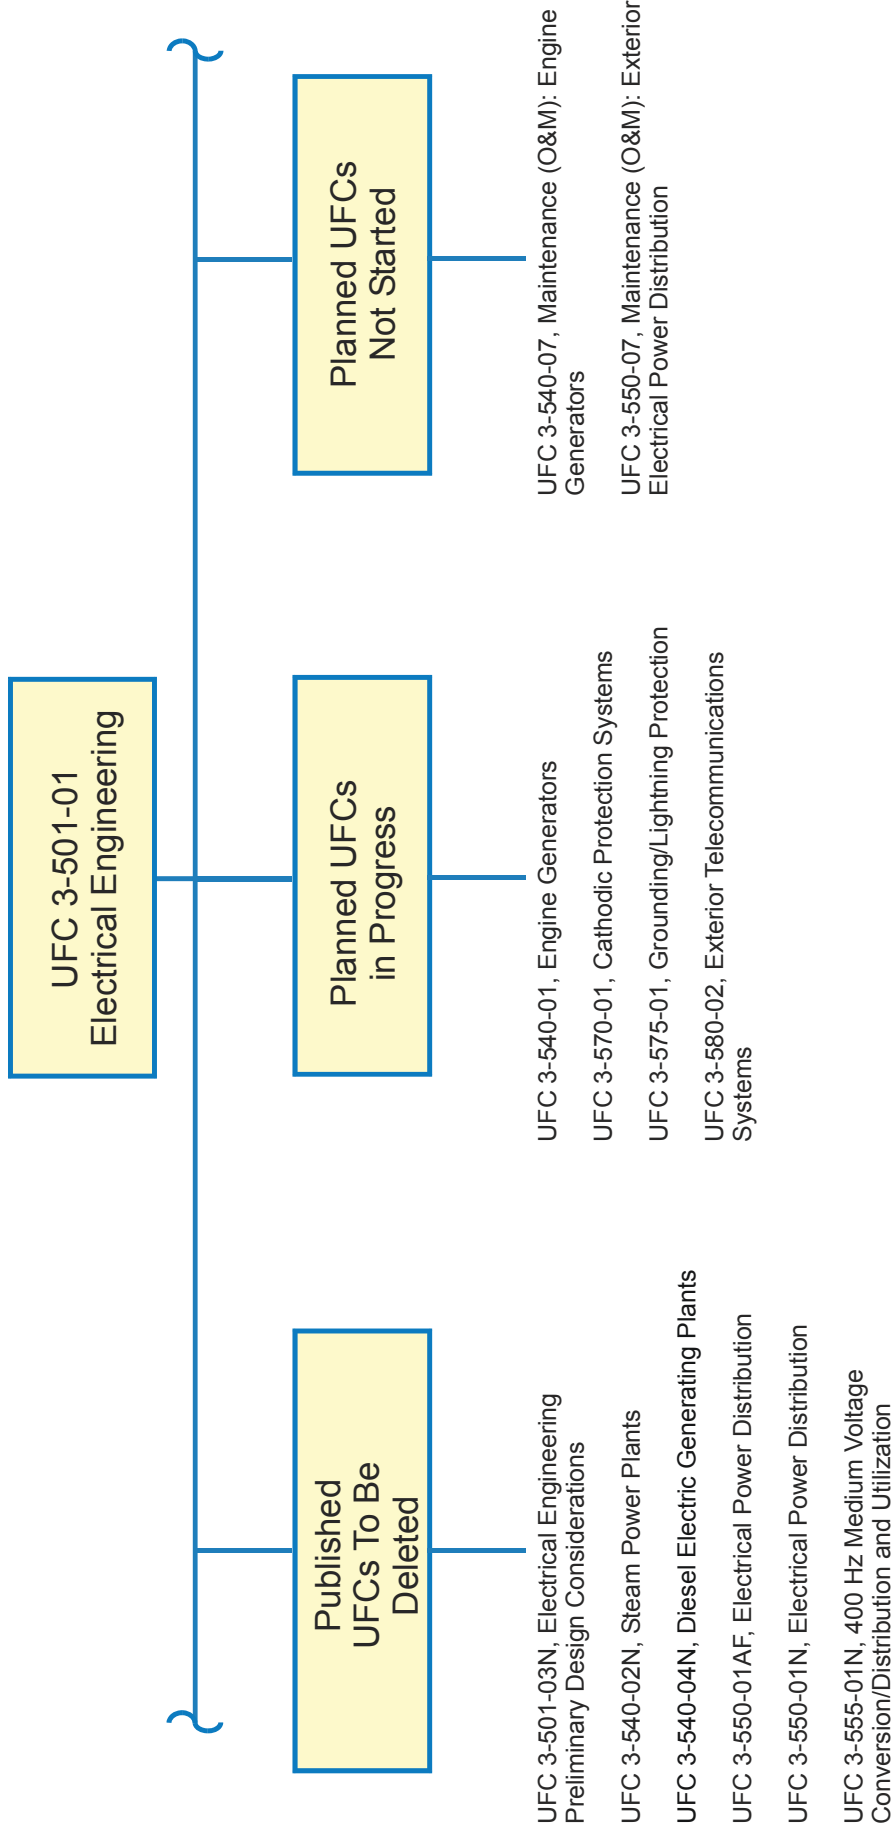 UFC 3-501-01
Electrical Engineering
Published
UFCs To Be
Deleted
UFC 3-501-03N, Electrical Engineering
Preliminary Design Considerations
UFC 3-540-02N, Steam Power Plants
UFC 3-540-04N, Diesel Electric Generating Plants
UFC 3-550-01AF, Electrical Power Distribution
UFC 3-550-01N, Electrical Power Distribution
UFC 3-555-01N, 400 Hz Medium Voltage
Conversion/Distribution and Utilization
Planned UFCs
in Progress
UFC 3-540-01, Engine Generators
UFC 3-570-01, Cathodic Protection Systems
UFC 3-575-01, Grounding/Lightning Protection
UFC 3-580-02, Exterior Telecommunications
Systems
Planned UFCs
Not Started
UFC 3-540-07, Maintenance (O&M): Engine
Generators
UFC 3-550-07, Maintenance (O&M): Exterior
Electrical Power Distribution